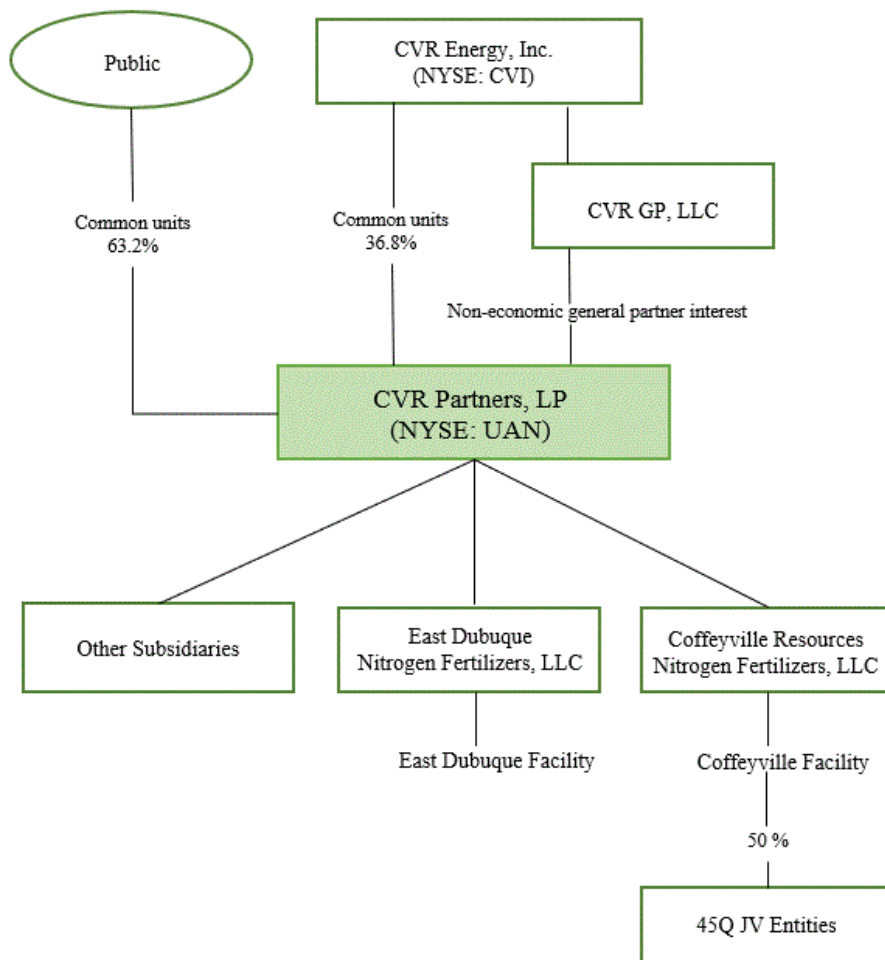 Public
CVR Energy, Inc.
(NYSE: CVI)
CVR GP, LLC
Common units
63.2%
Common units
36.8%
Non-economic general partner interest
CVR Partners, LP
(NYSE: UAN)
Other Subsidiaries
East Dubuque
Nitrogen Fertilizers, LLC
Coffeyville Resources
Nitrogen Fertilizers, LLC
East Dubuque Facility
Coffeyville Facility
50 %
45Q JV Entities